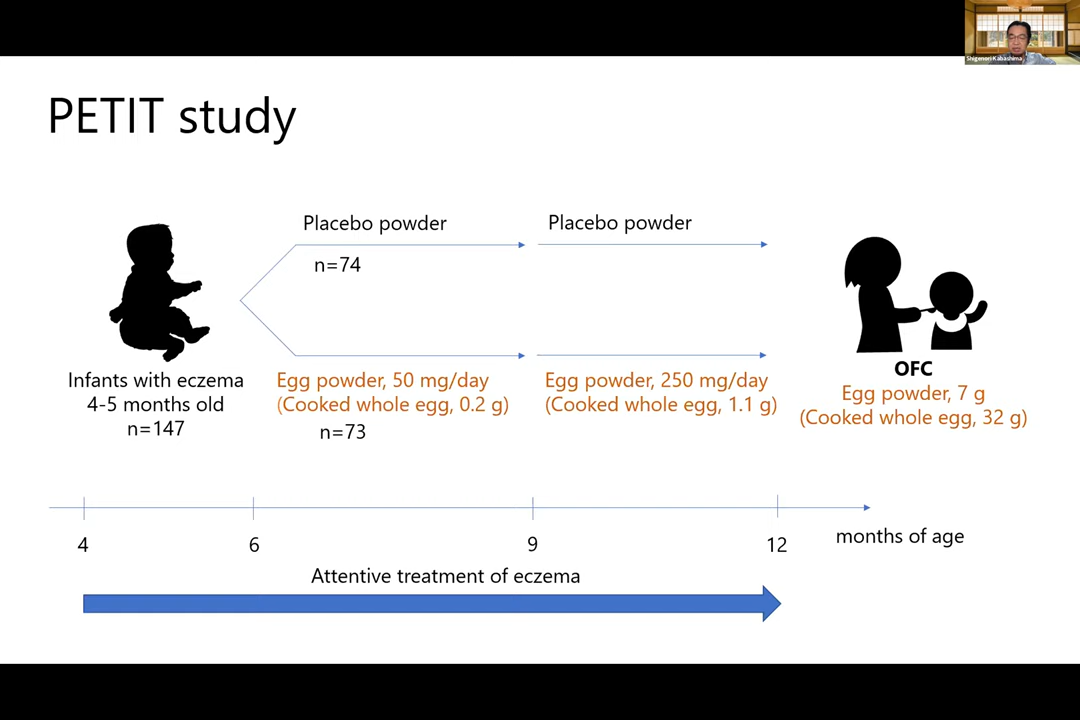 Shigenori Kabashima
PETIT study
Placebo powder
Placebo powder
n=74
Infants with eczema
4-5 months old
n=147
Egg powder, 50 mg/day
(Cooked whole egg, 0.2 g)
n=73
Egg powder, 250 mg/day
(Cooked whole egg, 1.1 g)
OFC
Egg powder, 7 g
(Cooked whole egg, 32 g)
4
6
9
12
months of age
Attentive treatment of eczema